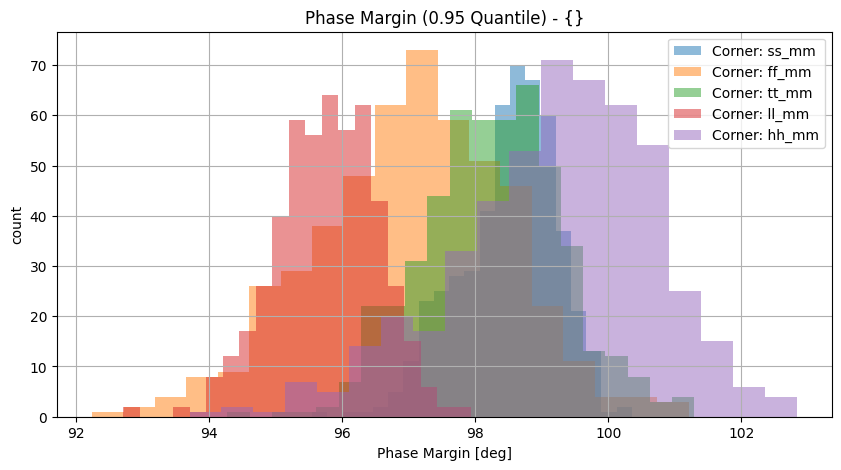 Phase Margin (0.95 Quantile) - {}
Corner: ss_mm
Corner: ff_mm
Corner: tt_mm
Corner: ll_mm
Corner: hh_mm
count
70
60
50
40
30
20
10
0
92 94 96 98 100 102
Phase Margin [deg]